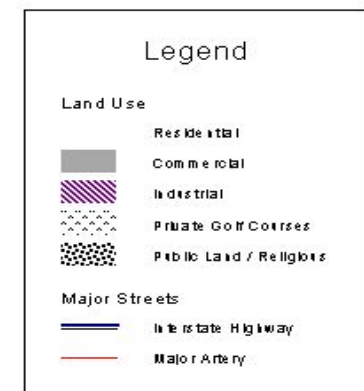 Legend
Land Use
Residential
Commercial
Industrial
Private Golf Courses
Public Land / Religious
Major Streets
Interstate Highway
Major Artery